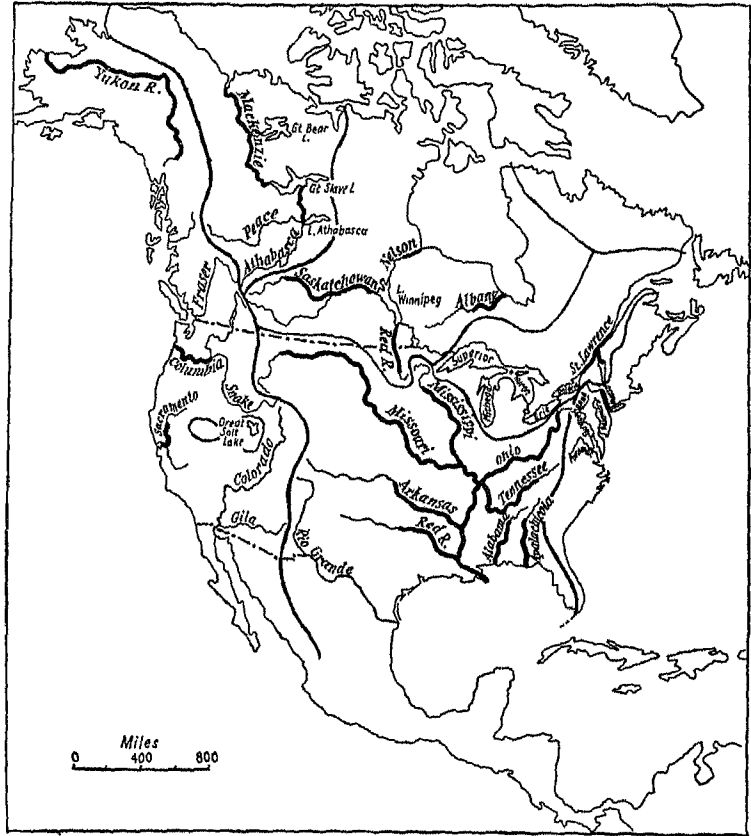 Yukon R.
Mackenzie
Gt Bear
L.
Gt Slave L
Peace
L. Athabasca
Athabasca
Nelson
Saskatchewans
Fraser
L.
Winnipeg
Albany
Red R.
Superior
St Lawrence
Columbia
Snake
Mississippi
Sacramento
Great
Salt
Lake
Missouri
Ohio
Colorado
Tennessee
Arkansas
Gila
Red R.
Alabama
Apalachicola
Rio Grande
Miles
0 400 800